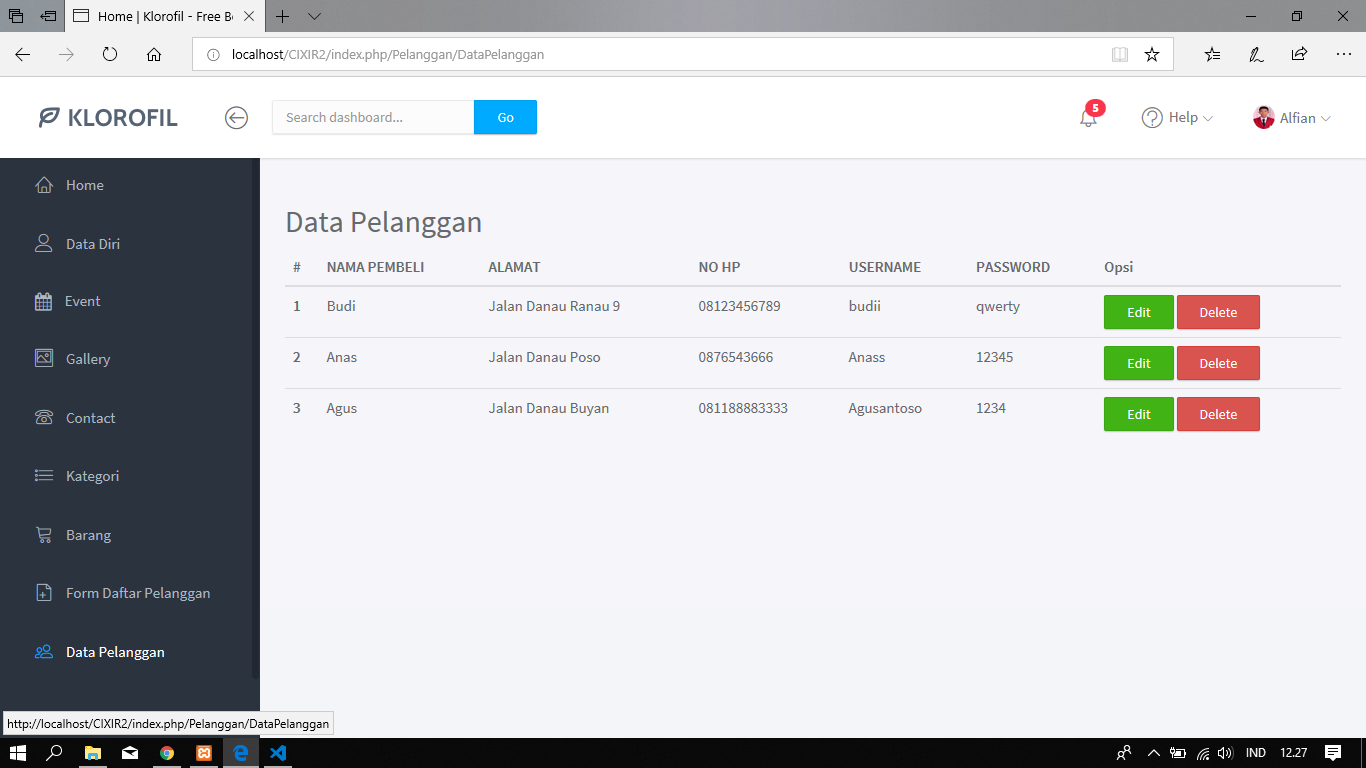 Home | Klorofil - Free B
localhost/CIXIR2/index.php/Pelanggan/DataPelanggan
KLOROFIL
Search dashboard...
Go
5
Help
Alfian
Home
Data Diri
Event
Gallery
Contact
Kategori
Barang
Form Daftar Pelanggan
Data Pelanggan
Data Pelanggan
# NAMA PEMBELI ALAMAT NO HP USERNAME PASSWORD Opsi
1 Budi Jalan Danau Ranau 9 08123456789 budii qwerty Edit Delete
2 Anas Jalan Danau Poso 0876543666 Anass 12345 Edit Delete
3 Agus Jalan Danau Buyan 081188883333 Agusantoso 1234 Edit Delete
http://localhost/CIXIR2/index.php/Pelanggan/DataPelanggan
IND 12.27